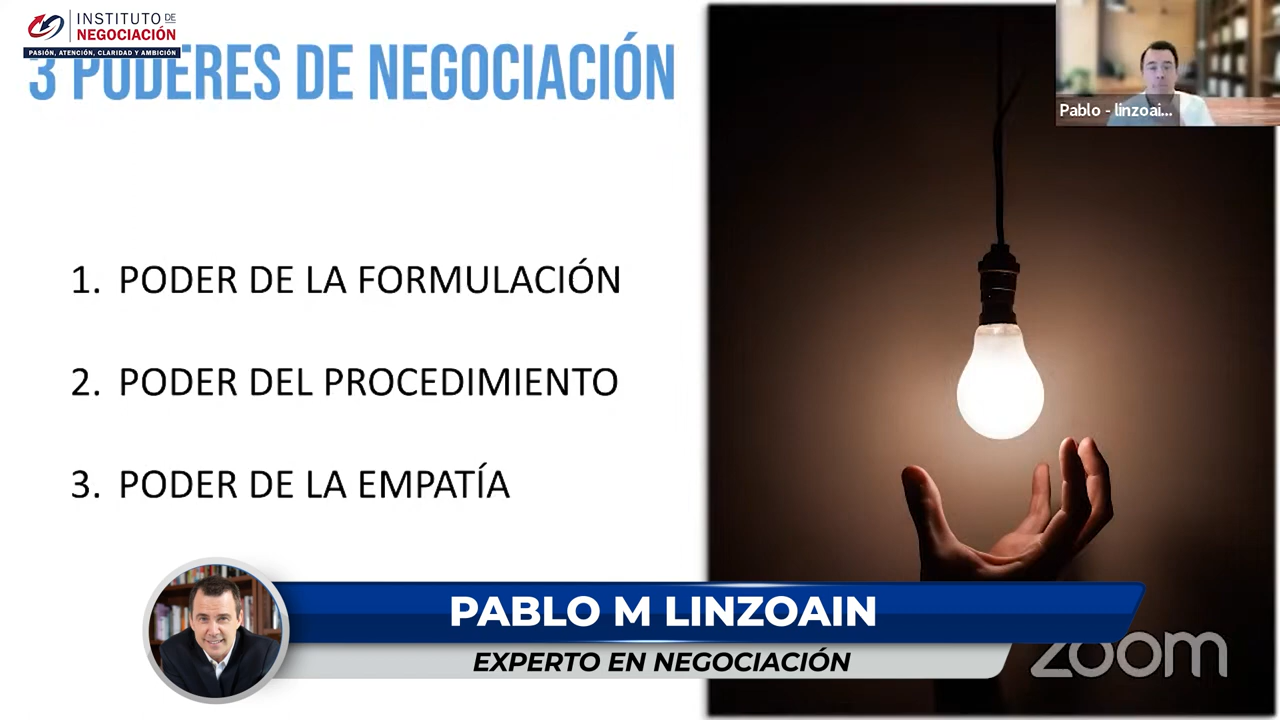 INSTITUTO DE
NEGOCIACIÓN
PASIÓN, ATENCIÓN, CLARIDAD Y AMBICIÓN
3 PODERES DE NEGOCIACIÓN
Pablo - linzoai...
1. PODER DE LA FORMULACIÓN
2. PODER DEL PROCEDIMIENTO
3. PODER DE LA EMPATÍA
PABLO M LINZOAIN
EXPERTO EN NEGOCIACIÓN
zoom